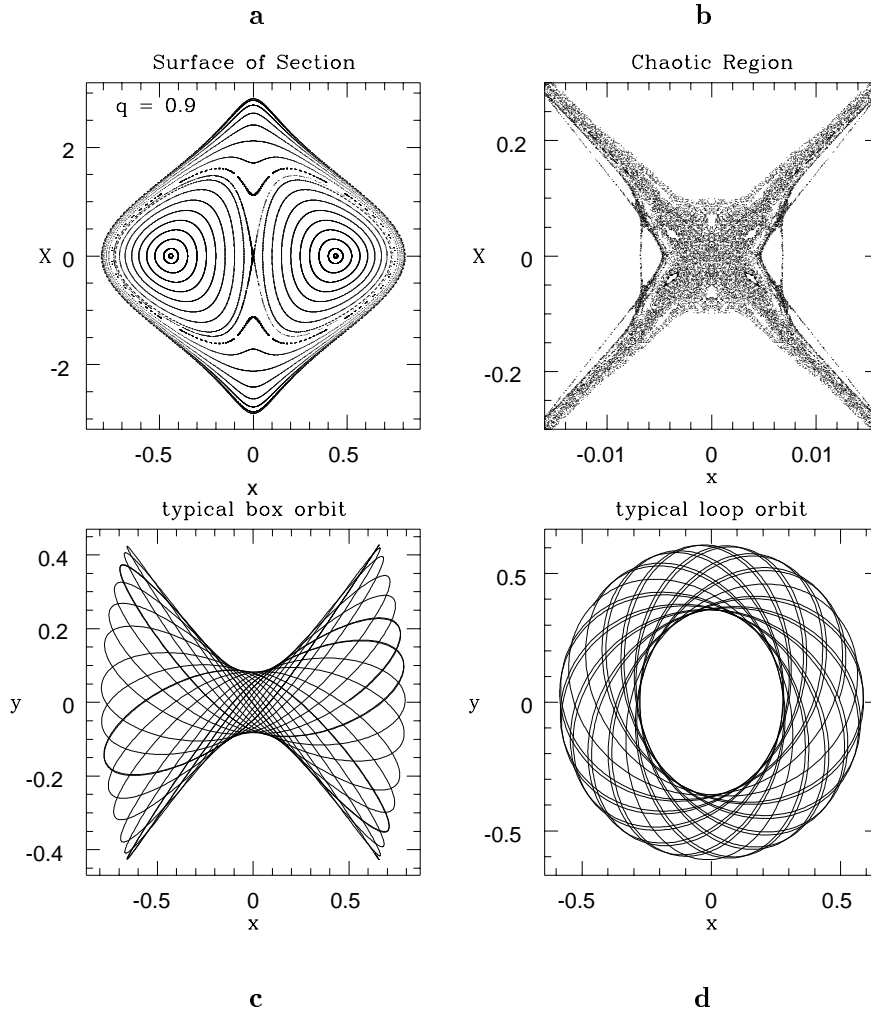 a
b
Surface of Section
Chaotic Region
q = 0.9
2
X 0
-2
-0.5 0 0.5
x
0.2
X 0
-0.2
-0.01 0 0.01
x
typical box orbit
typical loop orbit
0.4
0.2
y 0
-0.2
-0.4
-0.5 0 0.5
x
0.5
y 0
-0.5
-0.5 0 0.5
x
c
d